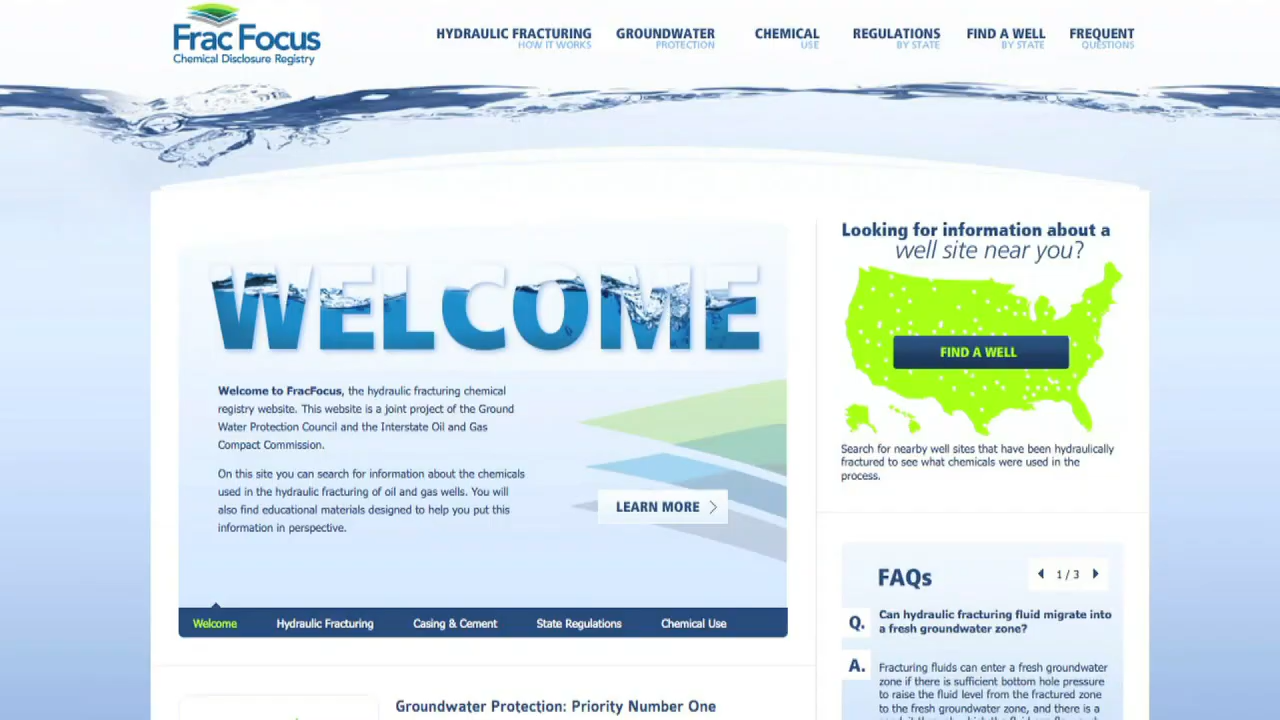 Frac Focus
Chemical Disclosure Registry
HYDRAULIC FRACTURING
HOW IT WORKS
GROUNDWATER
PROTECTION
CHEMICAL
USE
REGULATIONS
BY STATE
FIND A WELL
BY STATE
FREQUENT
QUESTIONS
WELCOME
Welcome to FracFocus, the hydraulic fracturing chemical
registry website. This website is a joint project of the Ground
Water Protection Council and the Interstate Oil and Gas
Compact Commission.
On this site you can search for information about the chemicals
used in the hydraulic fracturing of oil and gas wells. You will
also find educational materials designed to help you put this
information in perspective.
LEARN MORE
Welcome
Hydraulic Fracturing
Casing & Cement
State Regulations
Chemical Use
Groundwater Protection: Priority Number One
Looking for information about a
well site near you?
FIND A WELL
Search for nearby well sites that have been hydraulically
fractured to see what chemicals were used in the
process.
FAQs
1 / 3
Q.
Can hydraulic fracturing fluid migrate into
a fresh groundwater zone?
A.
Fracturing fluids can enter a fresh groundwater
zone if there is sufficient bottom hole pressure
to raise the fluid level from the fractured zone
to the fresh groundwater zone, and there is a